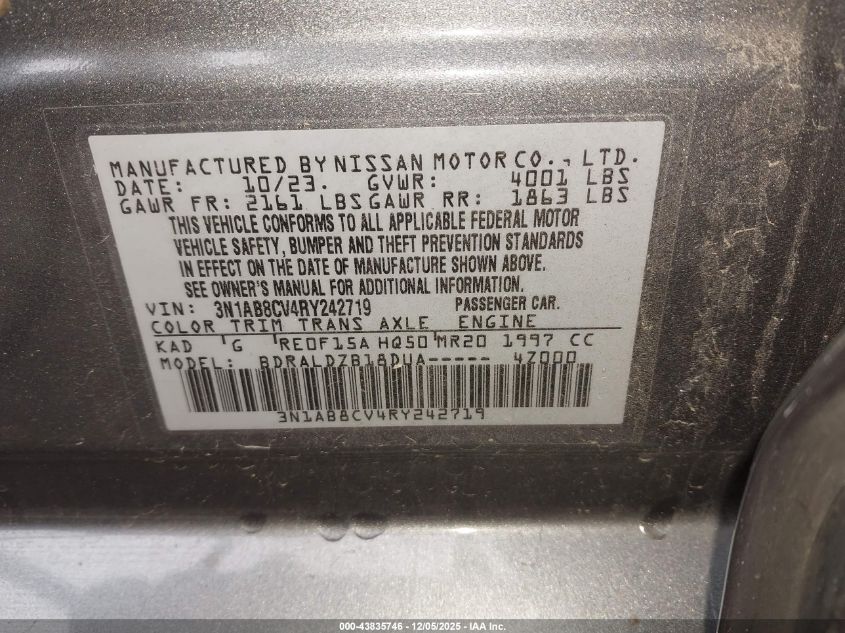 MANUFACTURED BY NISSAN MOTOR CO., LTD.
DATE: 10/23. GVWR: 4001 LBS
GAWR FR: 2161 LBS GAWR RR: 1863 LBS
THIS VEHICLE CONFORMS TO ALL APPLICABLE FEDERAL MOTOR
VEHICLE SAFETY, BUMPER AND THEFT PREVENTION STANDARDS
IN EFFECT ON THE DATE OF MANUFACTURE SHOWN ABOVE.
SEE OWNER'S MANUAL FOR ADDITIONAL INFORMATION.
VIN: 3N1AB8CV4RY242719 PASSENGER CAR.
COLOR TRIM TRANS AXLE ENGINE
KAD G RE0F15A HQ50 MR20 1997 CC
MODEL: BDRALDZB18DUA----- 4Z000
3N1AB8CV4RY242719
000-43835746 - 12/05/2025 - IAA Inc.